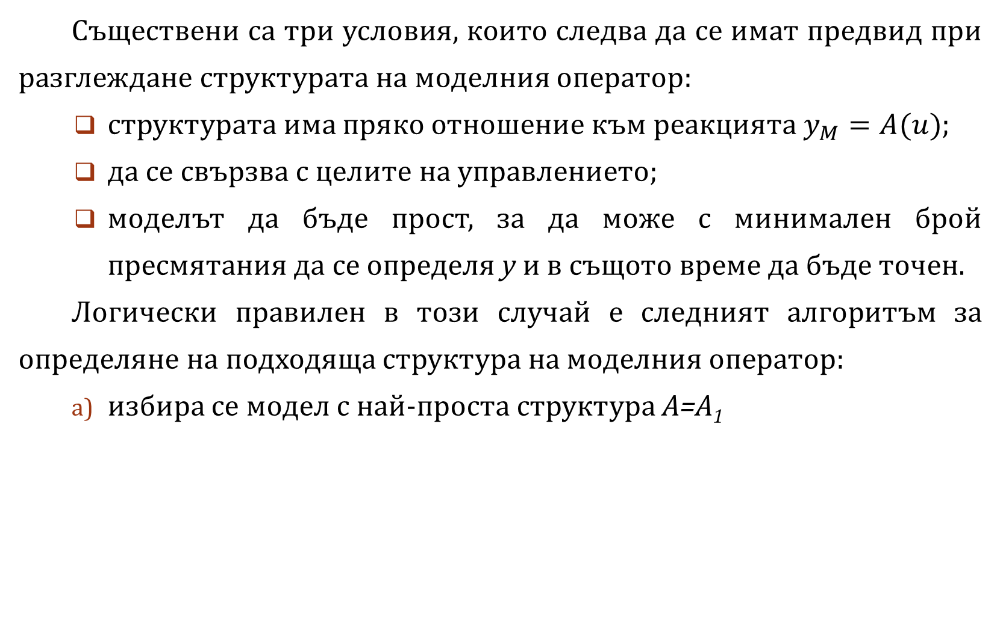 Съществени са три условия, които следва да се имат предвид при
разглеждане структурата на моделния оператор:
❑ структурата има пряко отношение към реакцията y_M = A(u);
❑ да се свързва с целите на управлението;
❑ моделът да бъде прост, за да може с минимален брой
пресмятания да се определя y и в същото време да бъде точен.
Логически правилен в този случай е следният алгоритъм за
определяне на подходяща структура на моделния оператор:
а) избира се модел с най-проста структура A=A_1